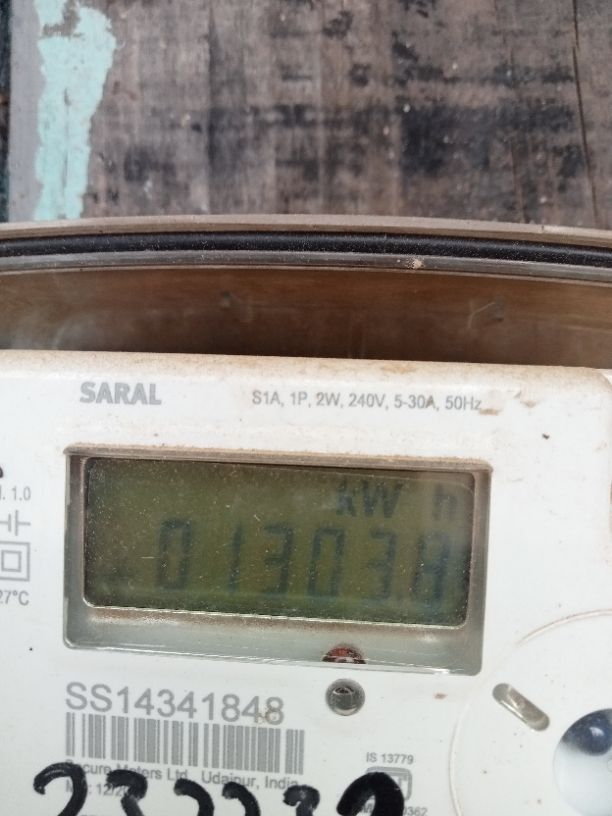 SARAL
S1A, 1P, 2W, 240V, 5-30A, 50Hz
1.0
kW h
013038
27°C
SS14341848
IS 13779
Secure Meters Ltd., Udaipur, India